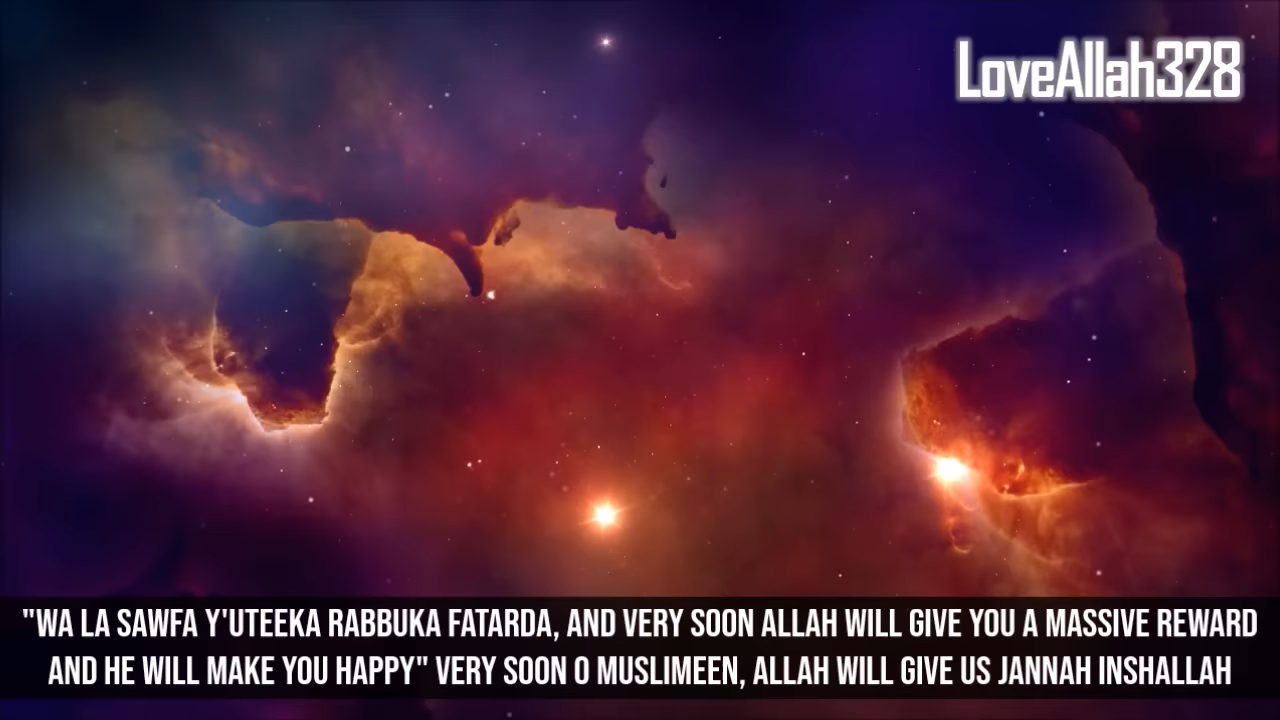 LoveAllah328
"WA LA SAWFA Y'UTEEKA RABBUKA FATARDA, AND VERY SOON ALLAH WILL GIVE YOU A MASSIVE REWARD
AND HE WILL MAKE YOU HAPPY" VERY SOON O MUSLIMEEN, ALLAH WILL GIVE US JANNAH INSHALLAH